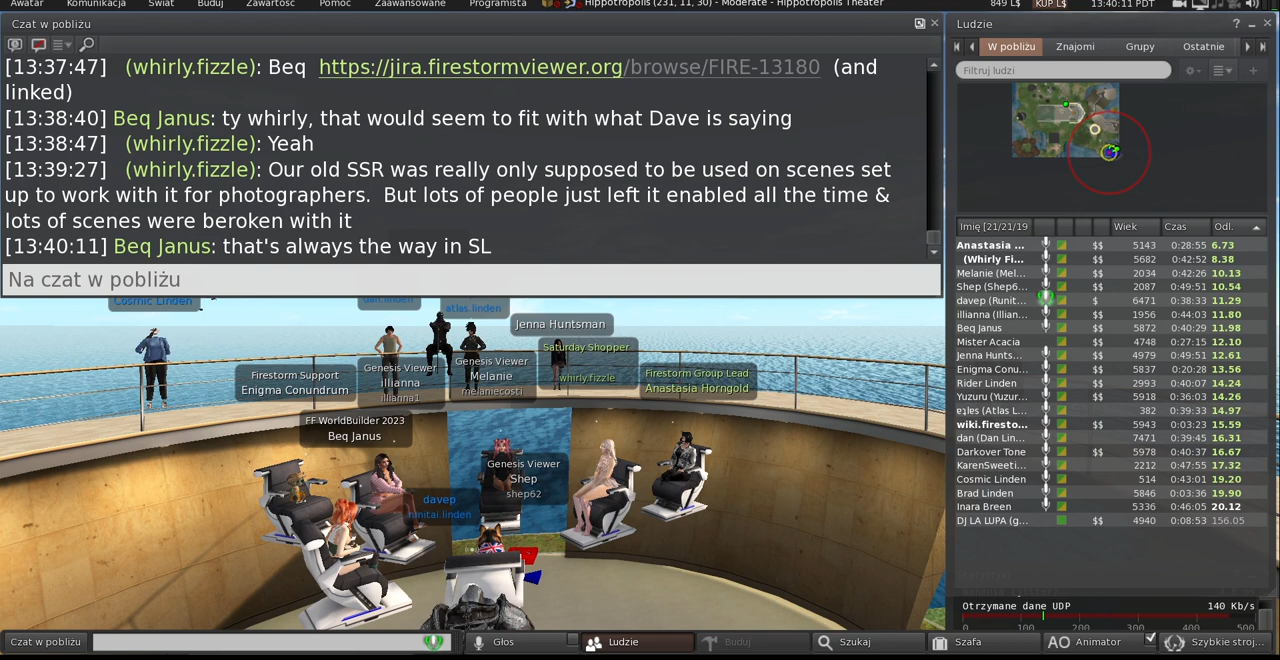 Awatar Komunikacja Świat Buduj Zawartość Pomoc Zaawansowane Programista Hippotropolis (231, 11, 30) - Moderate - Hippotropolis Theater 849 L$ KUP L$ 13:40:11 PDT
Czat w pobliżu
[13:37:47] (whirly.fizzle): Beq https://jira.firestormviewer.org/browse/FIRE-13180 (and
linked)
[13:38:40] Beq Janus: ty whirly, that would seem to fit with what Dave is saying
[13:38:47] (whirly.fizzle): Yeah
[13:39:27] (whirly.fizzle): Our old SSR was really only supposed to be used on scenes set
up to work with it for photographers. But lots of people just left it enabled all the time &
lots of scenes were beroken with it
[13:40:11] Beq Janus: that's always the way in SL
Na czat w pobliżu
Cosmic Linden
dan.linden
atlas.linden
Jenna Huntsman
Saturday Shopper
whirly.fizzle
Firestorm Support
Enigma Conundrum
Genesis Viewer
Illianna
illianna1
Genesis Viewer
Melanie
melaniecosti
Firestorm Group Lead
Anastasia Horngold
FF WorldBuilder 2023
Beq Janus
Genesis Viewer
Shep
shep62
davep
runitai.linden
Ludzie
W pobliżu Znajomi Grupy Ostatnie
Filtruj ludzi
Imię [21/21/19 Wiek Czas Odl.
Anastasia ... $$ 5143 0:28:55 6.73
(Whirly Fi... $$ 5682 0:42:52 8.38
Melanie (Mel... $$ 2034 0:42:26 10.13
Shep (Shep6... $$ 2087 0:49:51 10.54
davep (Runit... $ 6471 0:38:33 11.29
illianna (Illian... $$ 1956 0:44:03 11.80
Beq Janus $$ 5872 0:40:29 11.98
Mister Acacia $$ 4748 0:27:15 12.10
Jenna Hunts... $$ 4979 0:49:51 12.61
Enigma Conu... $$ 5837 0:20:28 13.56
Rider Linden $$ 2993 0:40:07 14.24
Yuzuru (Yuzur... $$ 5918 0:36:03 14.26
(Atlas L... 382 0:39:33 14.97
wiki.firesto... $$ 5943 0:03:23 15.59
dan (Dan Lin... 7471 0:39:45 16.31
Darkover Tone $$ 5978 0:40:37 16.67
KarenSweeti... 2212 0:47:55 17.32
Cosmic Linden 514 0:43:01 19.20
Brad Linden 5846 0:03:36 19.90
Inara Breen 5336 0:46:05 20.12
DJ LA LUPA (g... $$ 4940 0:08:53 156.05
Otrzymane dane UDP 140 Kb/s
0 100 200 300 400 500
Czat w pobliżu Głos Ludzie Buduj Szukaj Szafa AO Animator Szybkie stroj...